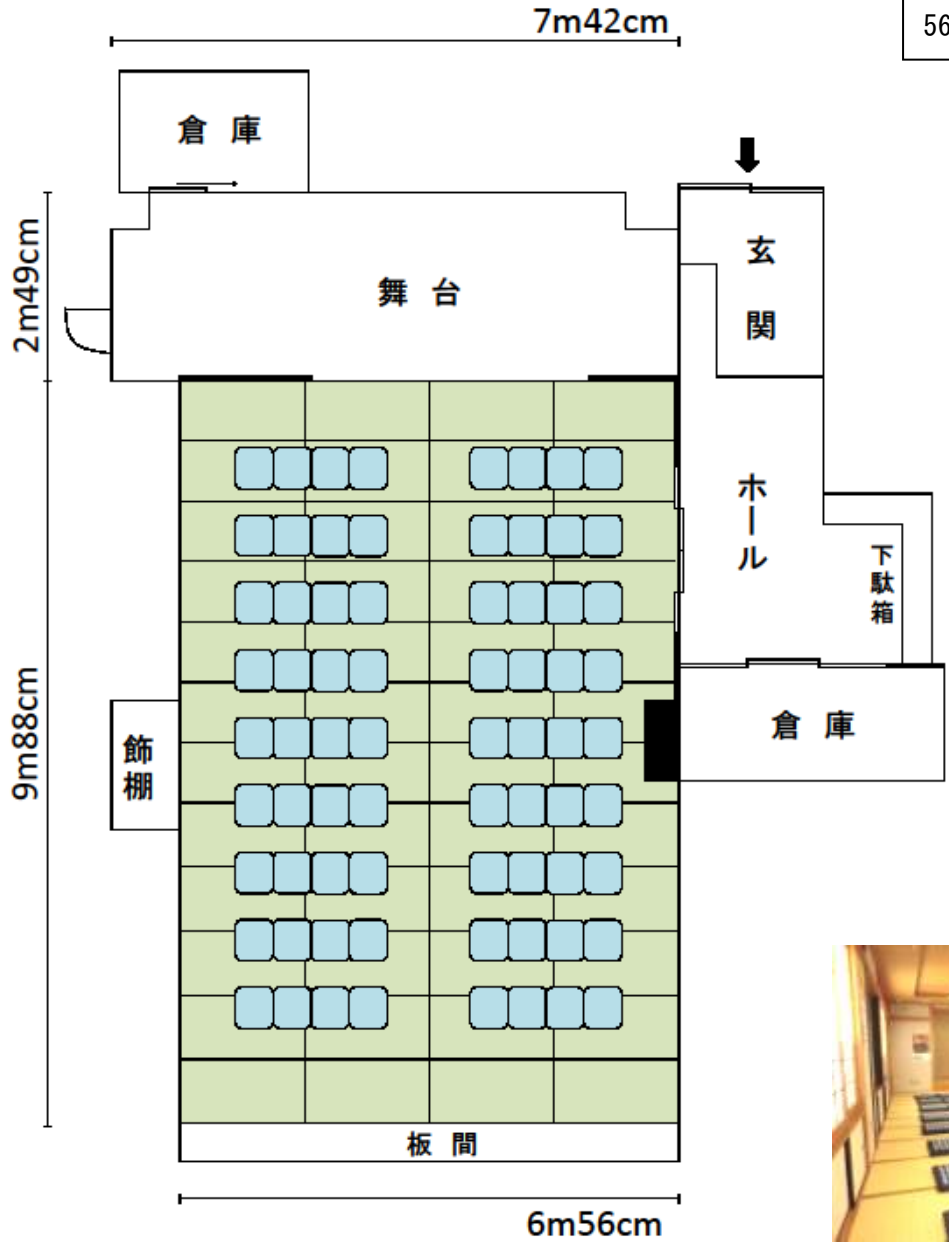 7m42cm
56
倉 庫
玄
関
2m49cm
舞 台
ホール
下駄箱
9m88cm
飾棚
倉 庫
板 間
6m56cm